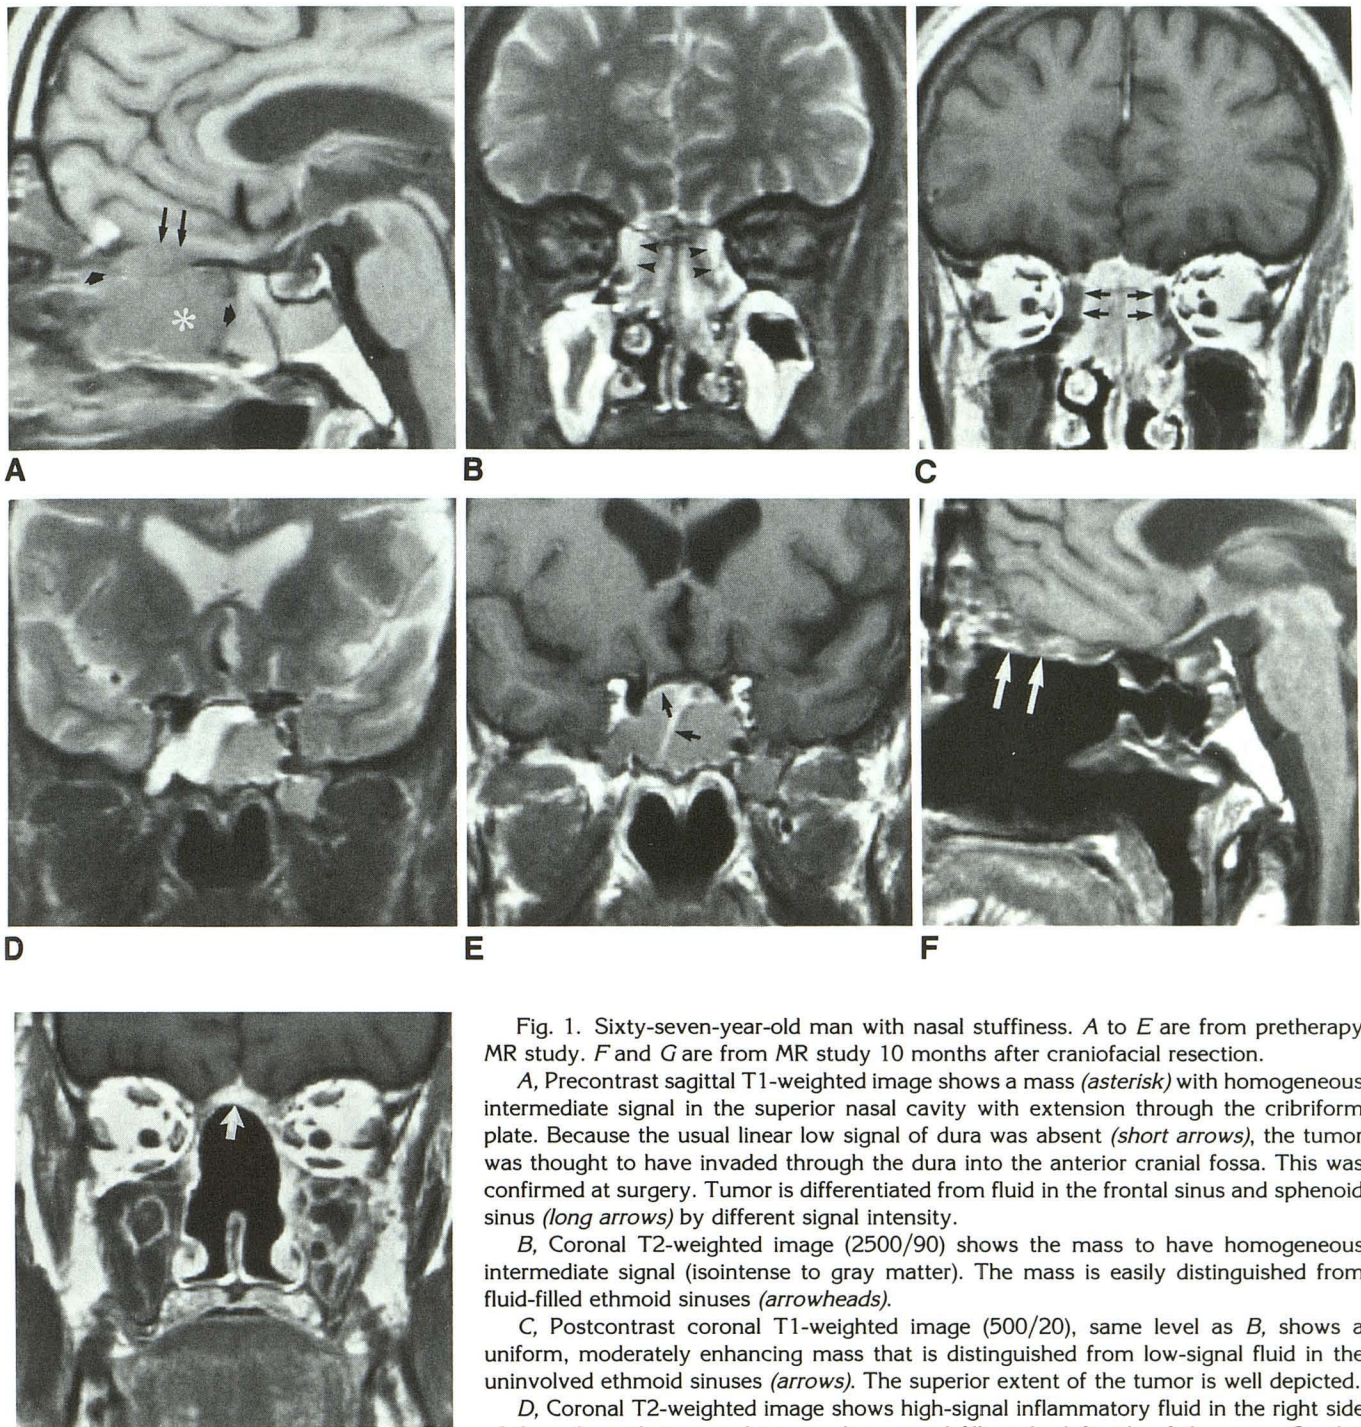 A
B
C
D
E
F
Fig. 1. Sixty-seven-year-old man with nasal stuffiness. A to E are from pretherapy
MR study. F and G are from MR study 10 months after craniofacial resection.
A, Precontrast sagittal T1-weighted image shows a mass (asterisk) with homogeneous
intermediate signal in the superior nasal cavity with extension through the cribriform
plate. Because the usual linear low signal of dura was absent (short arrows), the tumor
was thought to have invaded through the dura into the anterior cranial fossa. This was
confirmed at surgery. Tumor is differentiated from fluid in the frontal sinus and sphenoid
sinus (long arrows) by different signal intensity.
B, Coronal T2-weighted image (2500/90) shows the mass to have homogeneous
intermediate signal (isointense to gray matter). The mass is easily distinguished from
fluid-filled ethmoid sinuses (arrowheads).
C, Postcontrast coronal T1-weighted image (500/20), same level as B, shows a
uniform, moderately enhancing mass that is distinguished from low-signal fluid in the
uninvolved ethmoid sinuses (arrows). The superior extent of the tumor is well depicted.
D, Coronal T2-weighted image shows high-signal inflammatory fluid in the right side